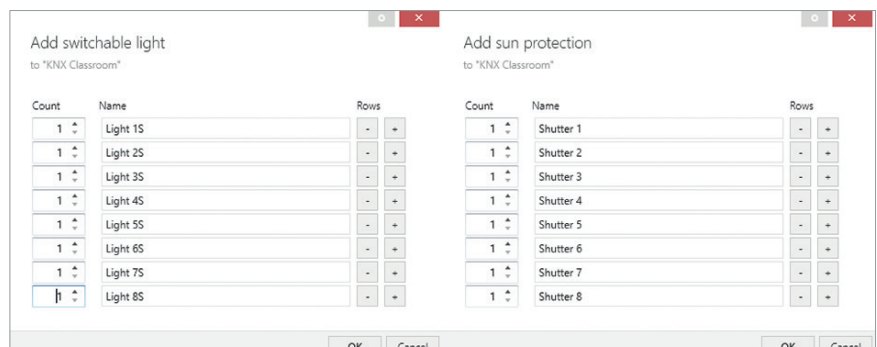 Add switchable light
to "KNX Classroom"
Count Name Rows
1 Light 1S - +
1 Light 2S - +
1 Light 3S - +
1 Light 4S - +
1 Light 5S - +
1 Light 6S - +
1 Light 7S - +
1 Light 8S - +
OK Cancel
Add sun protection
to "KNX Classroom"
Count Name Rows
1 Shutter 1 - +
1 Shutter 2 - +
1 Shutter 3 - +
1 Shutter 4 - +
1 Shutter 5 - +
1 Shutter 6 - +
1 Shutter 7 - +
1 Shutter 8 - +
OK Cancel